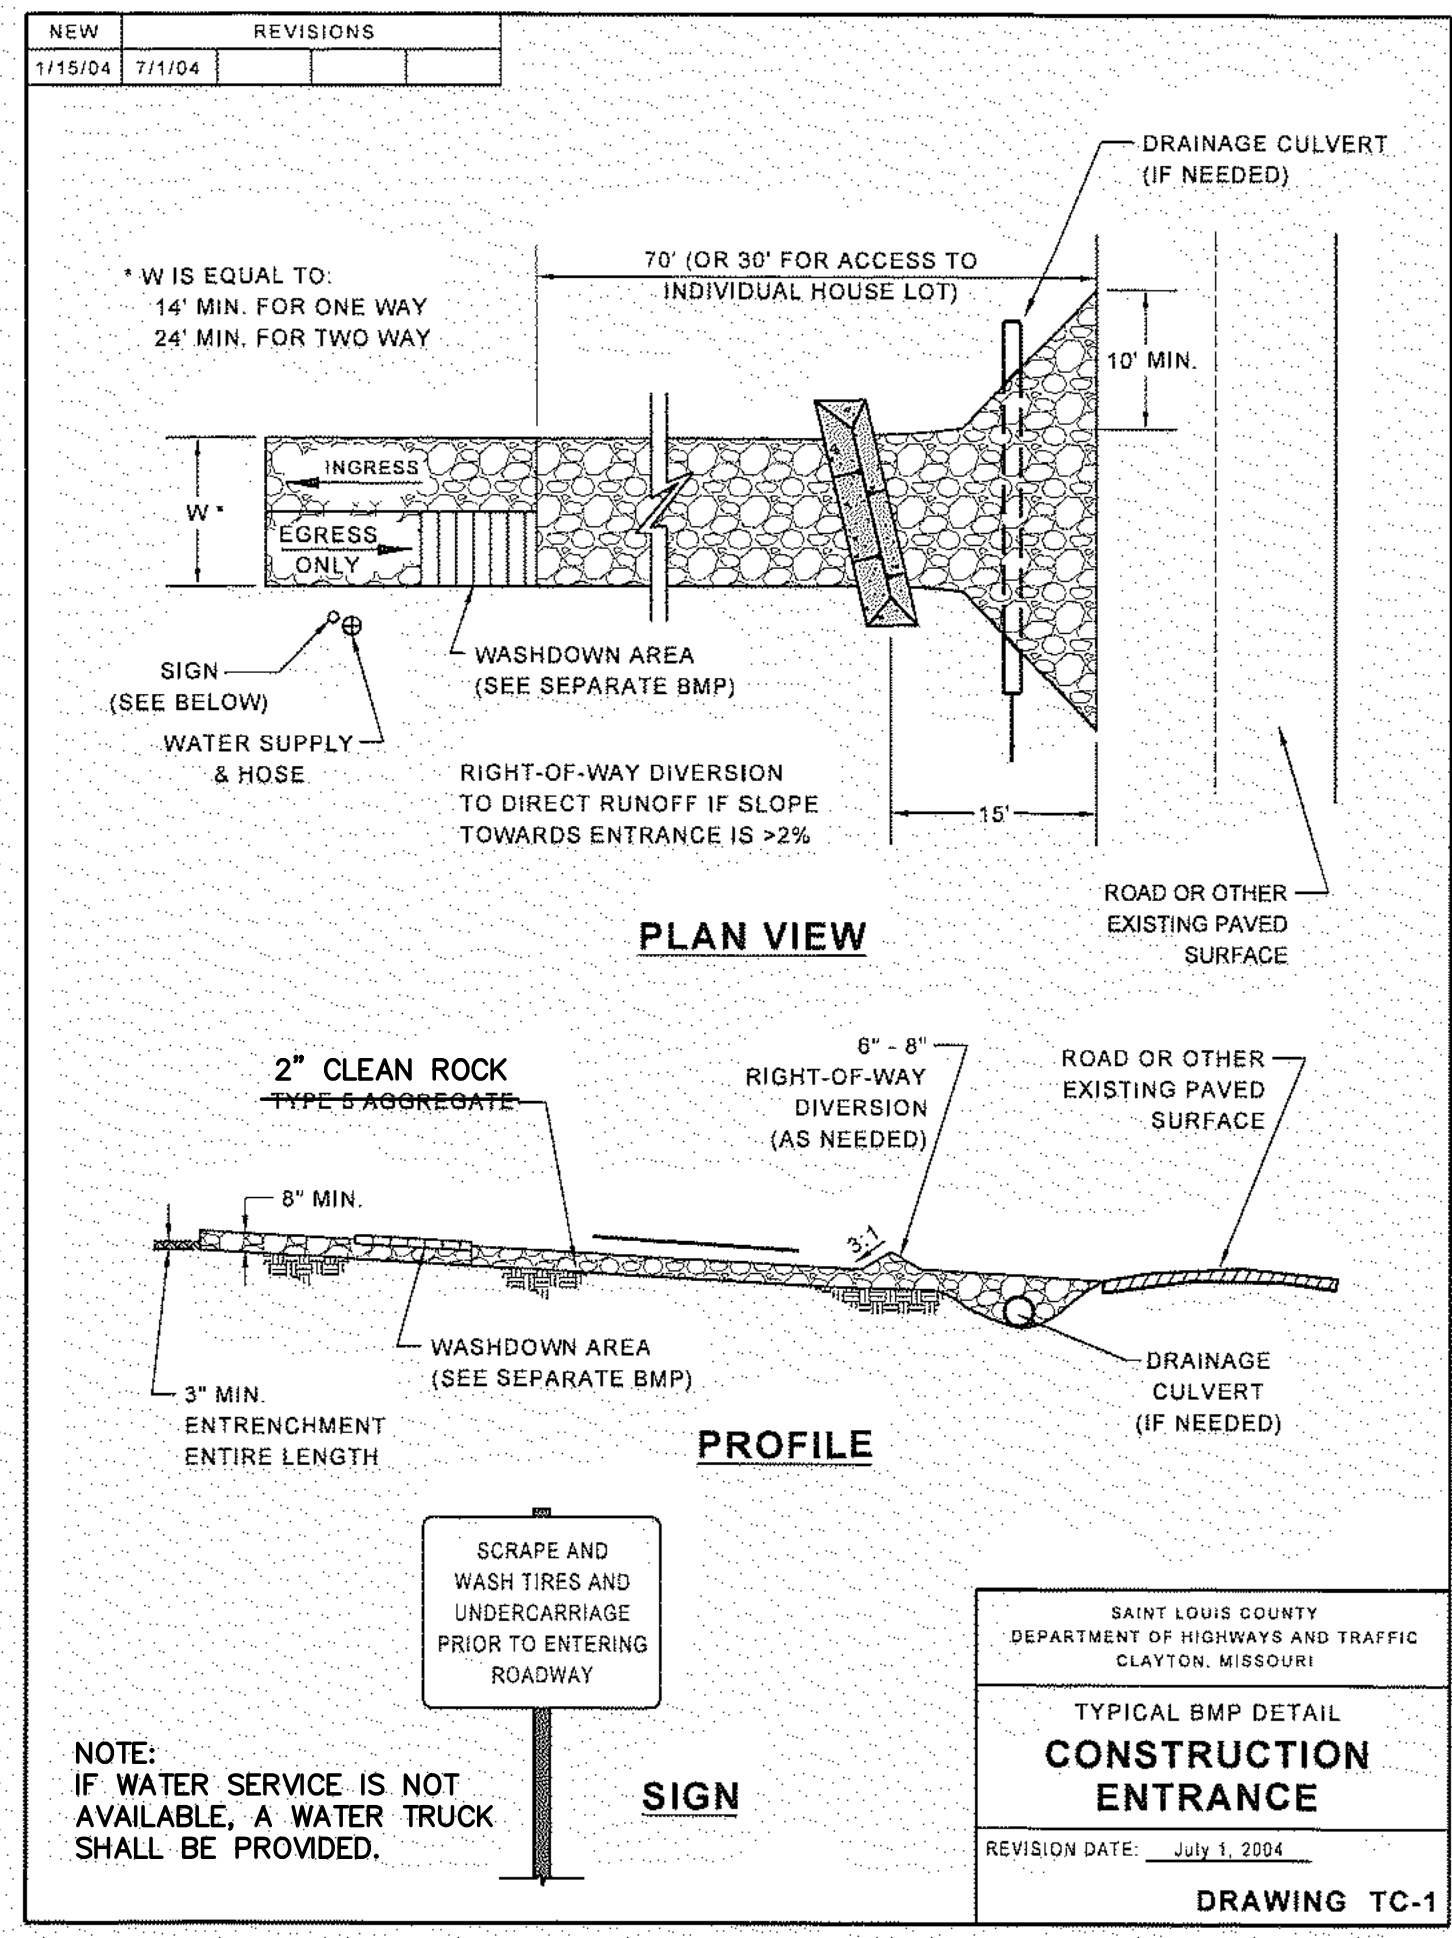 NEW REVISIONS
1/15/04 7/1/04
DRAINAGE CULVERT
(IF NEEDED)
* W IS EQUAL TO:
14' MIN. FOR ONE WAY
24' MIN. FOR TWO WAY
70' (OR 30' FOR ACCESS TO
INDIVIDUAL HOUSE LOT)
10' MIN.
INGRESS
W *
EGRESS
ONLY
SIGN
(SEE BELOW)
WASHDOWN AREA
(SEE SEPARATE BMP)
WATER SUPPLY
& HOSE
RIGHT-OF-WAY DIVERSION
TO DIRECT RUNOFF IF SLOPE
TOWARDS ENTRANCE IS >2%
15'
ROAD OR OTHER
EXISTING PAVED
SURFACE
PLAN VIEW
2" CLEAN ROCK
TYPE 5 AGGREGATE
6" - 8"
RIGHT-OF-WAY
DIVERSION
(AS NEEDED)
ROAD OR OTHER
EXISTING PAVED
SURFACE
8" MIN.
3:1
WASHDOWN AREA
(SEE SEPARATE BMP)
3" MIN.
ENTRENCHMENT
ENTIRE LENGTH
DRAINAGE
CULVERT
(IF NEEDED)
PROFILE
SCRAPE AND
WASH TIRES AND
UNDERCARRIAGE
PRIOR TO ENTERING
ROADWAY
NOTE:
IF WATER SERVICE IS NOT
AVAILABLE, A WATER TRUCK
SHALL BE PROVIDED.
SIGN
SAINT LOUIS COUNTY
DEPARTMENT OF HIGHWAYS AND TRAFFIC
CLAYTON, MISSOURI
TYPICAL BMP DETAIL
CONSTRUCTION
ENTRANCE
REVISION DATE: July 1, 2004
DRAWING TC-1